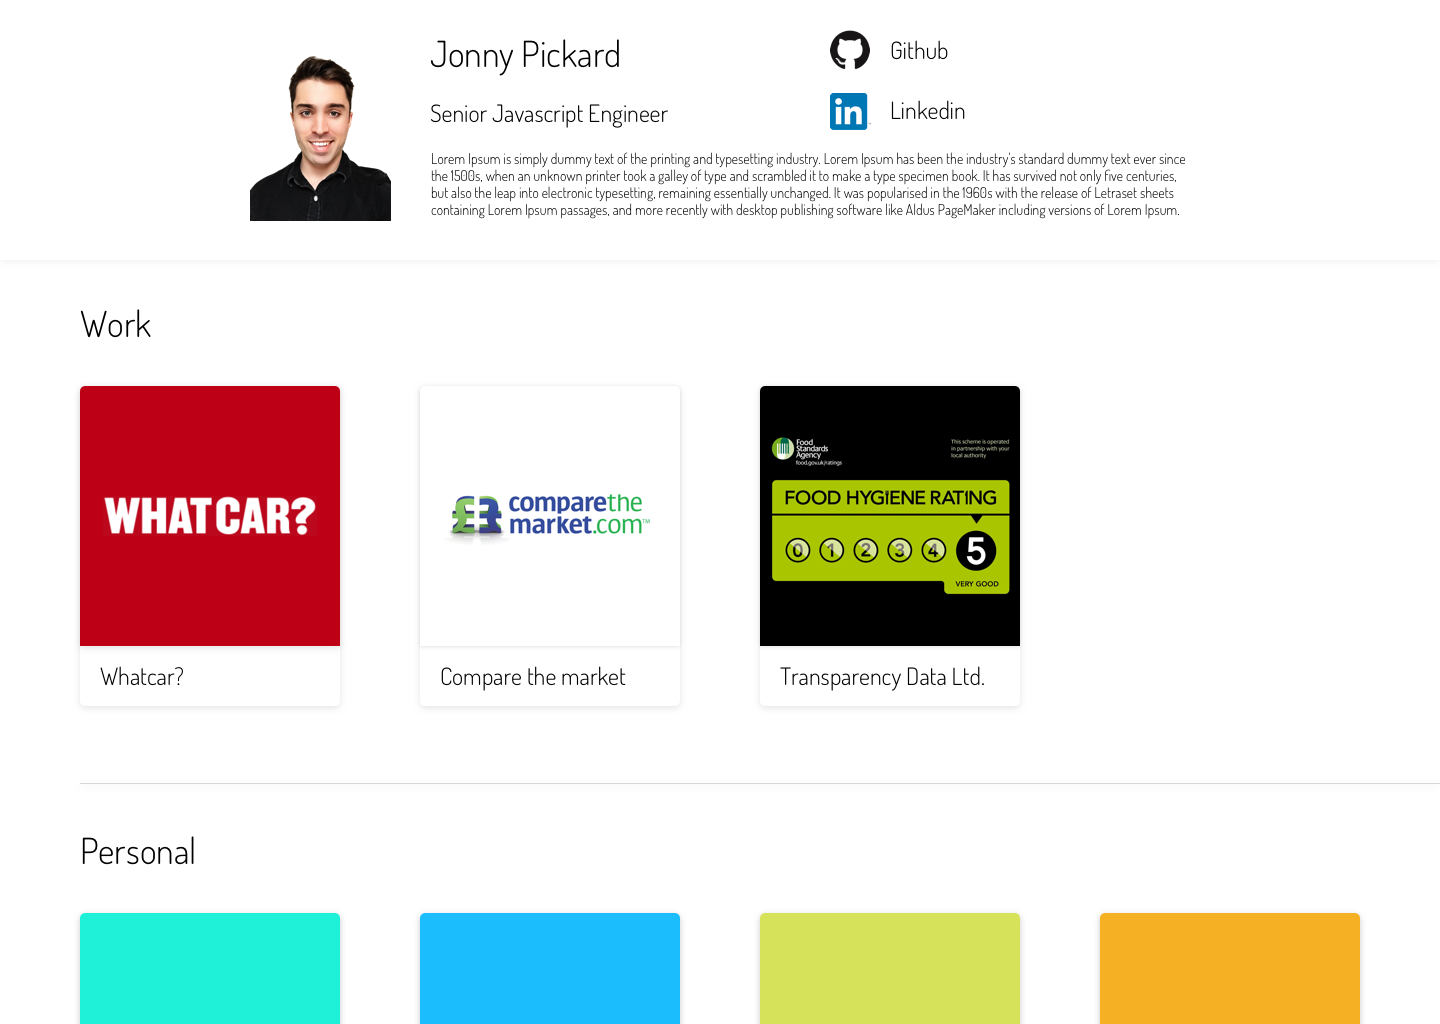 Jonny Pickard
Senior Javascript Engineer
Github
in
Linkedin
Lorem Ipsum is simply dummy text of the printing and typesetting industry. Lorem Ipsum has been the industry's standard dummy text ever since
the 1500s, when an unknown printer took a galley of type and scrambled it to make a type specimen book. It has survived not only five centuries,
but also the leap into electronic typesetting, remaining essentially unchanged. It was popularised in the 1960s with the release of Letraset sheets
containing Lorem Ipsum passages, and more recently with desktop publishing software like Aldus PageMaker including versions of Lorem Ipsum.
Work
WHAT CAR?
Whatcar?
comparethe
market.com™
Compare the market
Food
Standards
Agency
food.gov.uk/ratings
This scheme is operated
in partnership with your
local authority
FOOD HYGIENE RATING
0 1 2 3 4 5
VERY GOOD
Transparency Data Ltd.
Personal